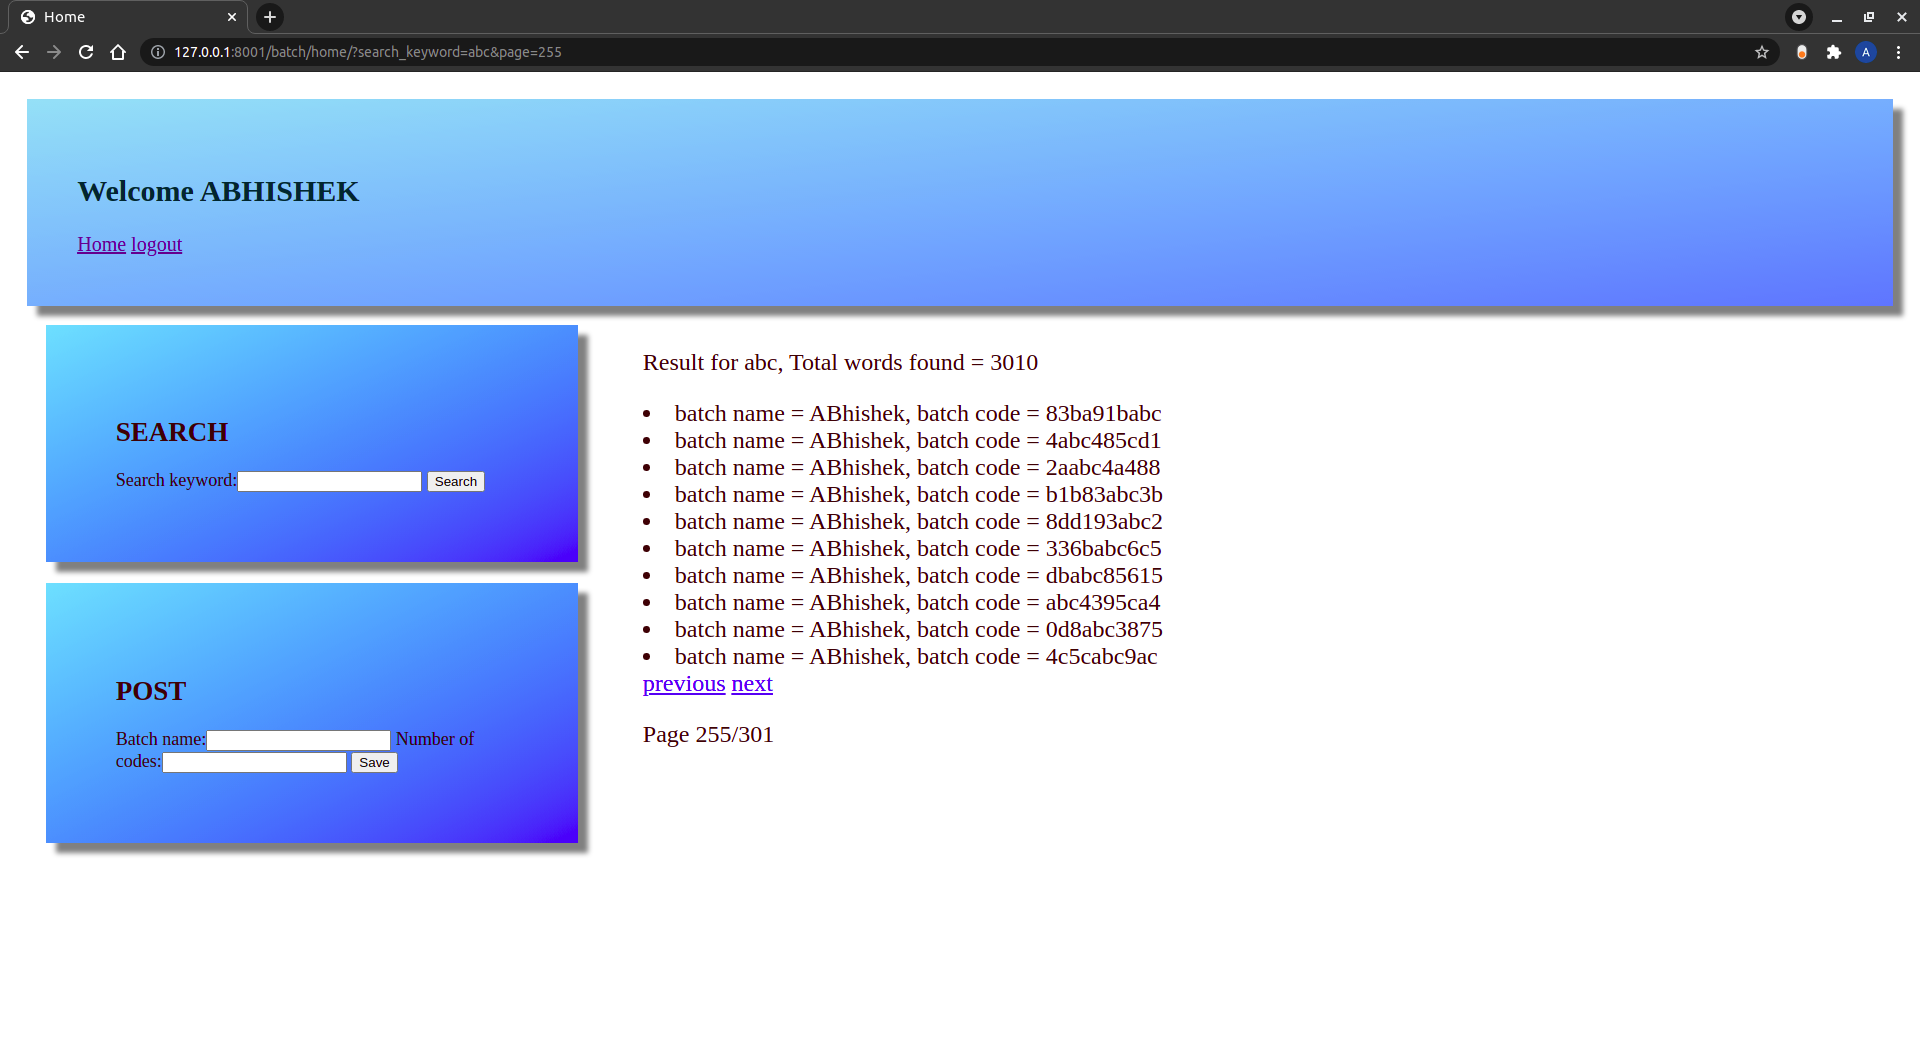 Home
127.0.0.1:8001/batch/home/?search_keyword=abc&page=255
A
Welcome ABHISHEK
Home logout
SEARCH
Search keyword: Search
POST
Batch name: Number of
codes: Save
Result for abc, Total words found = 3010
• batch name = ABhishek, batch code = 83ba91babc
• batch name = ABhishek, batch code = 4abc485cd1
• batch name = ABhishek, batch code = 2aabc4a488
• batch name = ABhishek, batch code = b1b83abc3b
• batch name = ABhishek, batch code = 8dd193abc2
• batch name = ABhishek, batch code = 336babc6c5
• batch name = ABhishek, batch code = dbabc85615
• batch name = ABhishek, batch code = abc4395ca4
• batch name = ABhishek, batch code = 0d8abc3875
• batch name = ABhishek, batch code = 4c5cabc9ac
previous next
Page 255/301